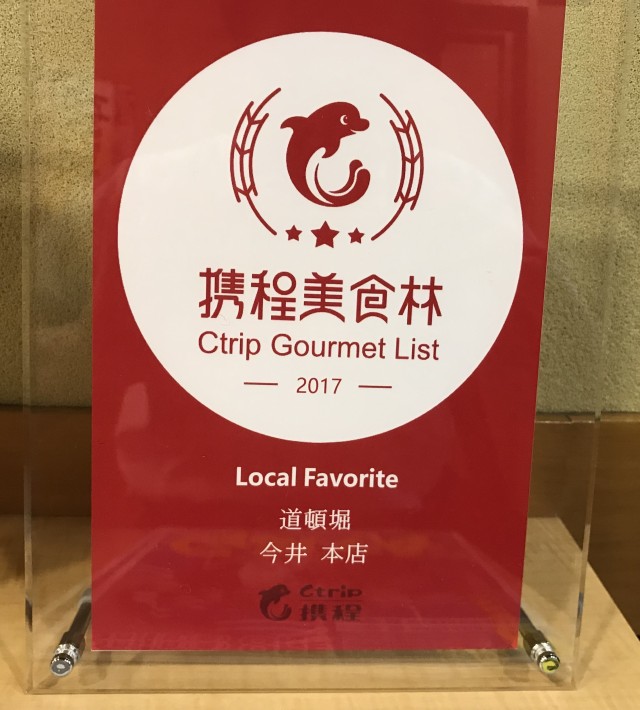 携程美食林
Ctrip Gourmet List
2017
Local Favorite
道頓堀
今井 本店
Ctrip
携程